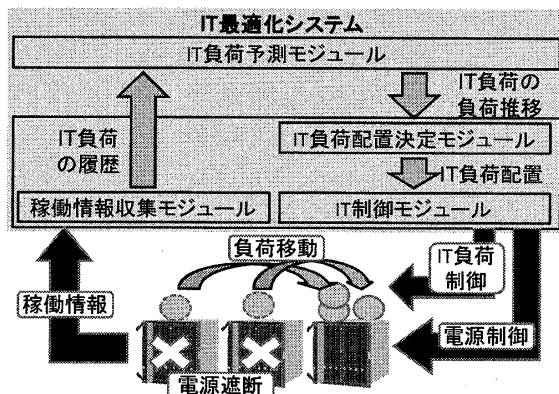 IT最適化システム
IT負荷予測モジュール
IT負荷の
負荷推移
IT負荷
の履歴
IT負荷配置決定モジュール
IT負荷配置
稼働情報収集モジュール
IT制御モジュール
負荷移動
IT負荷
制御
稼働情報
電源制御
電源遮断